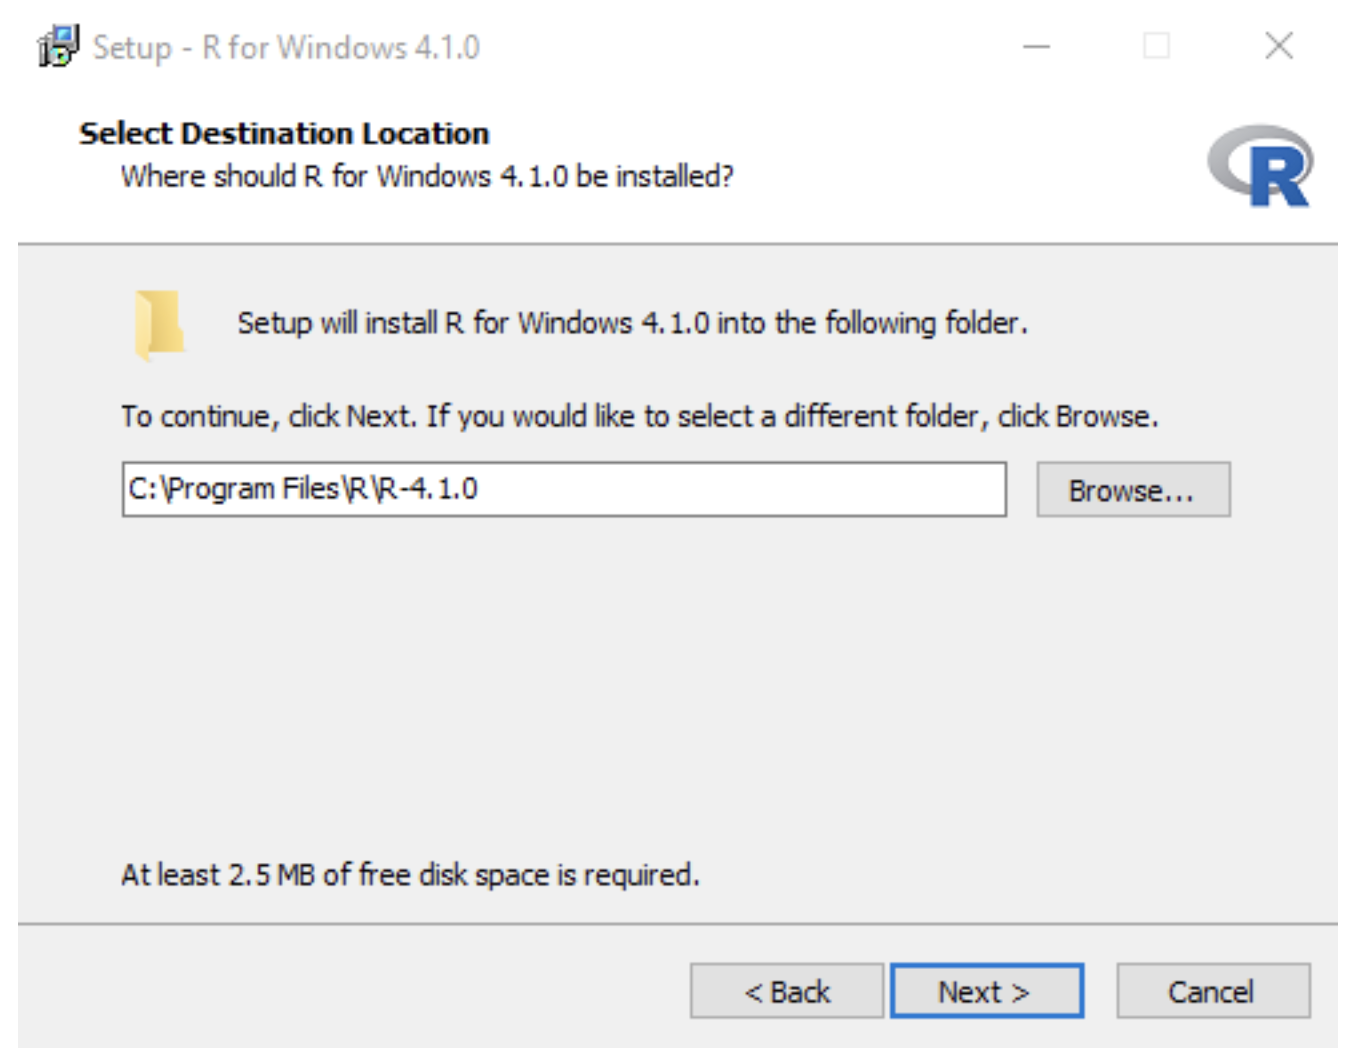 Setup - R for Windows 4.1.0
Select Destination Location
Where should R for Windows 4.1.0 be installed?
R
Setup will install R for Windows 4.1.0 into the following folder.
To continue, click Next. If you would like to select a different folder, click Browse.
C:\Program Files\R\R-4.1.0
Browse...
At least 2.5 MB of free disk space is required.
< Back
Next >
Cancel